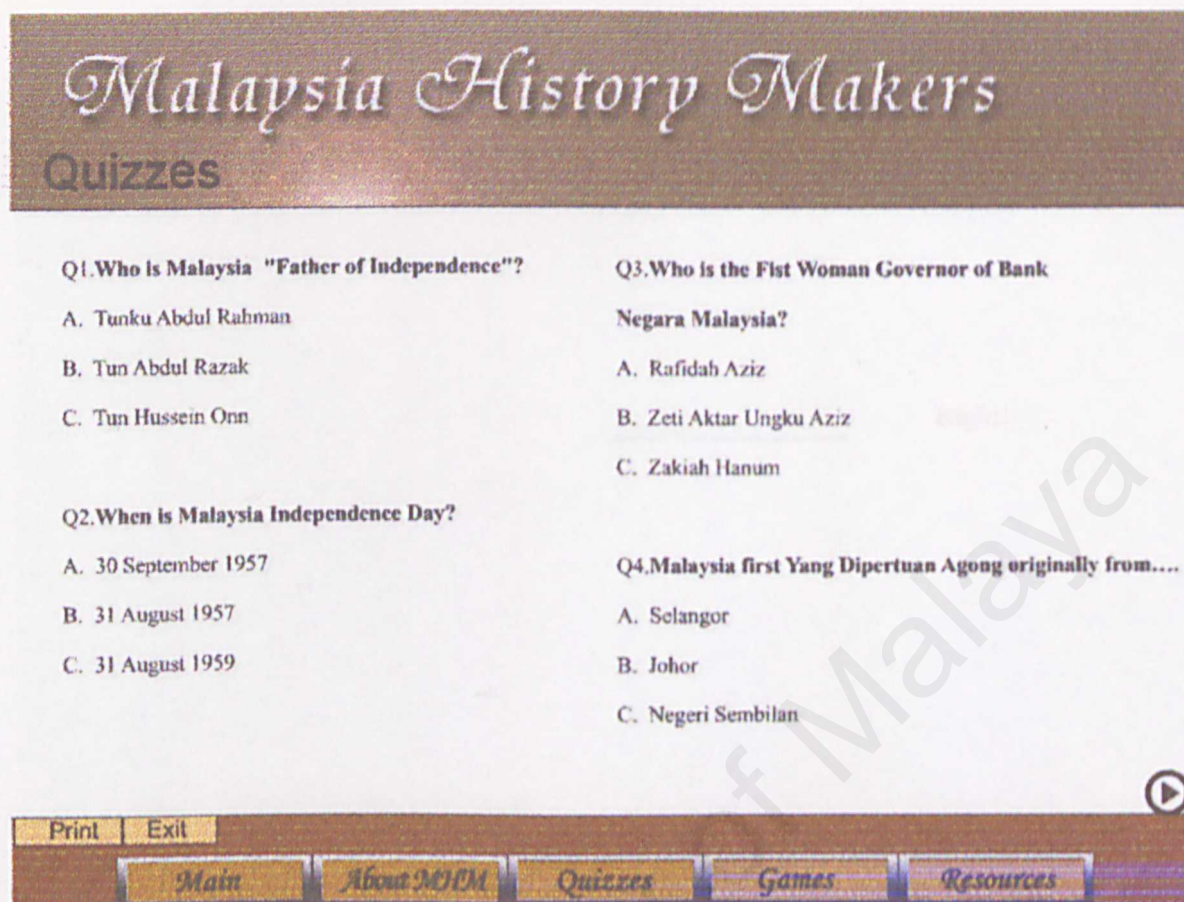 Malaysia History Makers
Quizzes
Q1.Who is Malaysia "Father of Independence"?
A. Tunku Abdul Rahman
B. Tun Abdul Razak
C. Tun Hussein Onn
Q2.When is Malaysia Independence Day?
A. 30 September 1957
B. 31 August 1957
C. 31 August 1959
Q3.Who is the Fist Woman Governor of Bank
Negara Malaysia?
A. Rafidah Aziz
B. Zeti Aktar Ungku Aziz
C. Zakiah Hanum
Q4.Malaysia first Yang Dipertuan Agong originally from....
A. Selangor
B. Johor
C. Negeri Sembilan
of Malaya
Print
Exit
Main
About MHM
Quizzes
Games
Resources